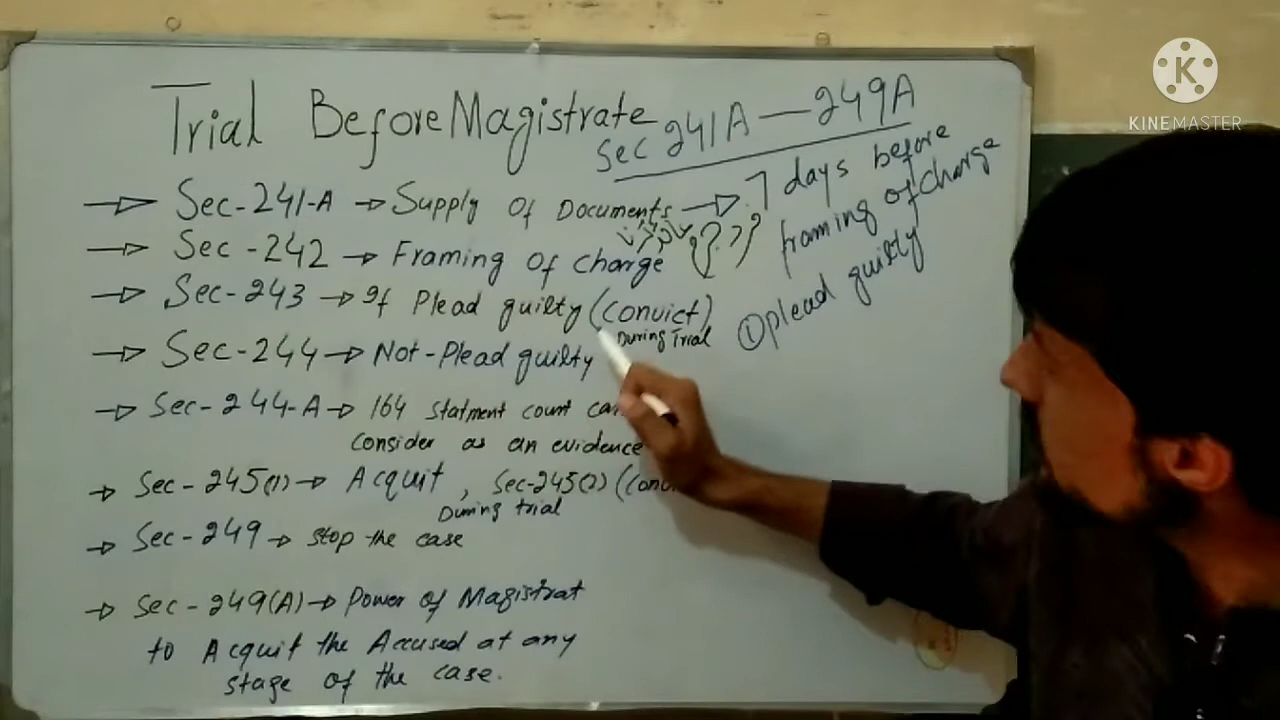 Trial Before Magistrate
Sec 241A — 249A
→ Sec-241-A → Supply Of Documents → 7 days before
framing of charge
→ Sec-242 → Framing Of charge
→ Sec-243 → If Plead guilty (convict)
During Trial
① plead guilty
→ Sec-244 → Not-Plead guilty
→ Sec-244-A → 164 Statment count
Consider as an evidence
→ Sec-245(1) → Acquit, Sec-245(2)
During trial
→ Sec-249 → Stop the case
→ Sec-249(A) → Power of Magistrat
to Acquit the Accused at any
stage of the case.
K
KINEMASTER